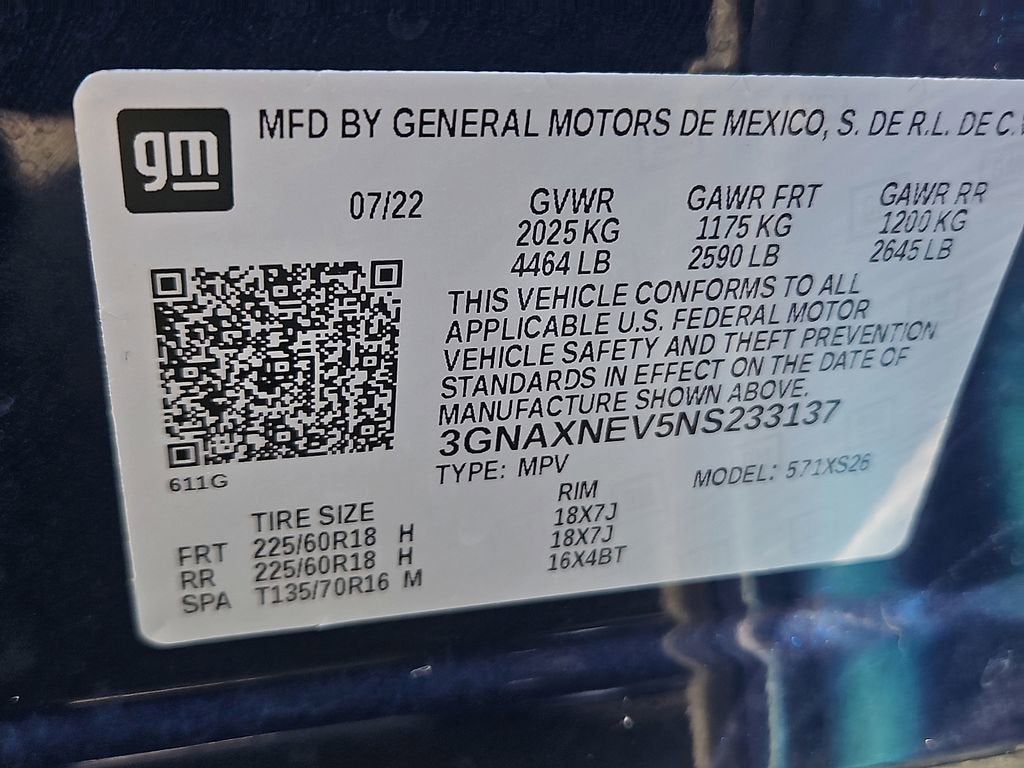 gm
MFD BY GENERAL MOTORS DE MEXICO, S. DE R.L. DE C.
07/22
GVWR GAWR FRT GAWR RR
2025 KG 1175 KG 1200 KG
4464 LB 2590 LB 2645 LB
THIS VEHICLE CONFORMS TO ALL
APPLICABLE U.S. FEDERAL MOTOR
VEHICLE SAFETY AND THEFT PREVENTION
STANDARDS IN EFFECT ON THE DATE OF
MANUFACTURE SHOWN ABOVE.
3GNAXNEV5NS233137
TYPE: MPV MODEL: 571XS26
611G
TIRE SIZE RIM
FRT 225/60R18 H 18X7J
RR 225/60R18 H 18X7J
SPA T135/70R16 M 16X4BT